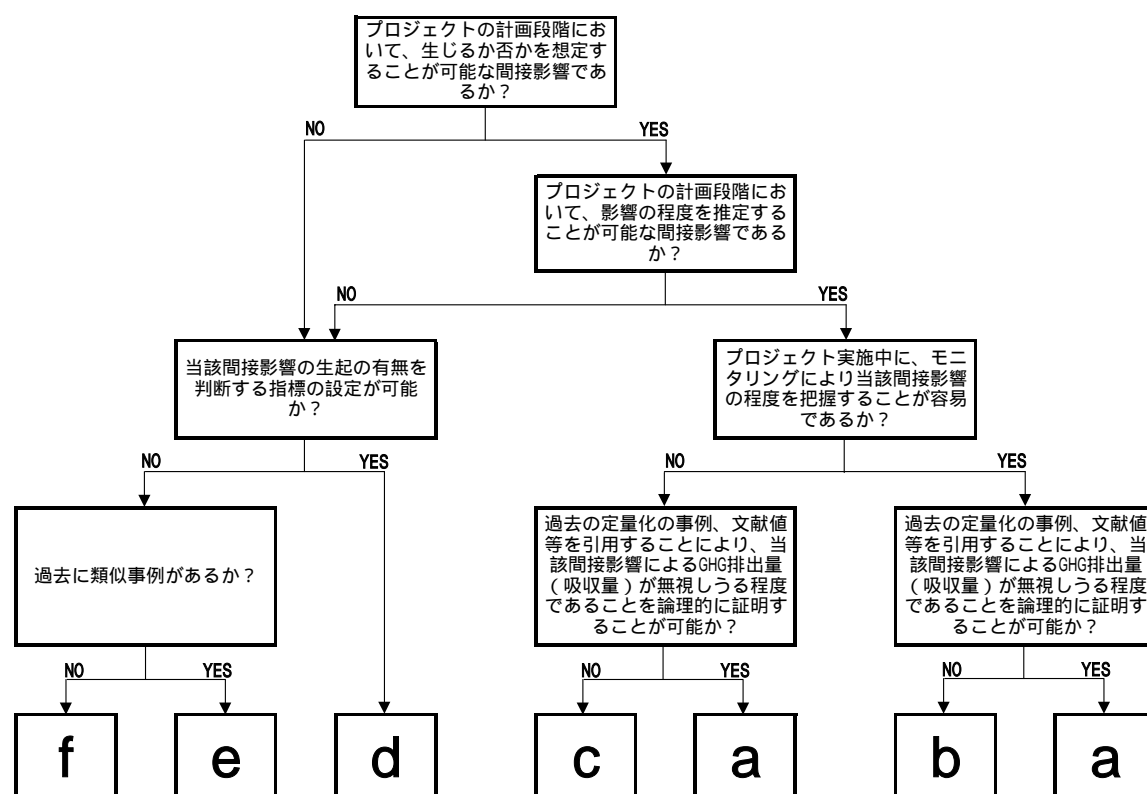 プロジェクトの計画段階にお
いて、生じるか否かを想定す
ることが可能な間接影響であ
るか?
NO
YES
プロジェクトの計画段階にお
いて、影響の程度を推定する
ことが可能な間接影響である
か?
NO
YES
当該間接影響の生起の有無を
判断する指標の設定が可能
か?
プロジェクト実施中に、モニ
タリングにより当該間接影響
の程度を把握することが容易
であるか?
NO
YES
NO
YES
過去に類似事例があるか?
過去の定量化の事例、文献値
等を引用することにより、当
該間接影響によるGHG排出量
(吸収量)が無視しうる程度
であることを論理的に証明す
ることが可能か?
過去の定量化の事例、文献値
等を引用することにより、当
該間接影響によるGHG排出量
(吸収量)が無視しうる程度
であることを論理的に証明す
ることが可能か?
NO
YES
NO
YES
NO
YES
f
e
d
c
a
b
a